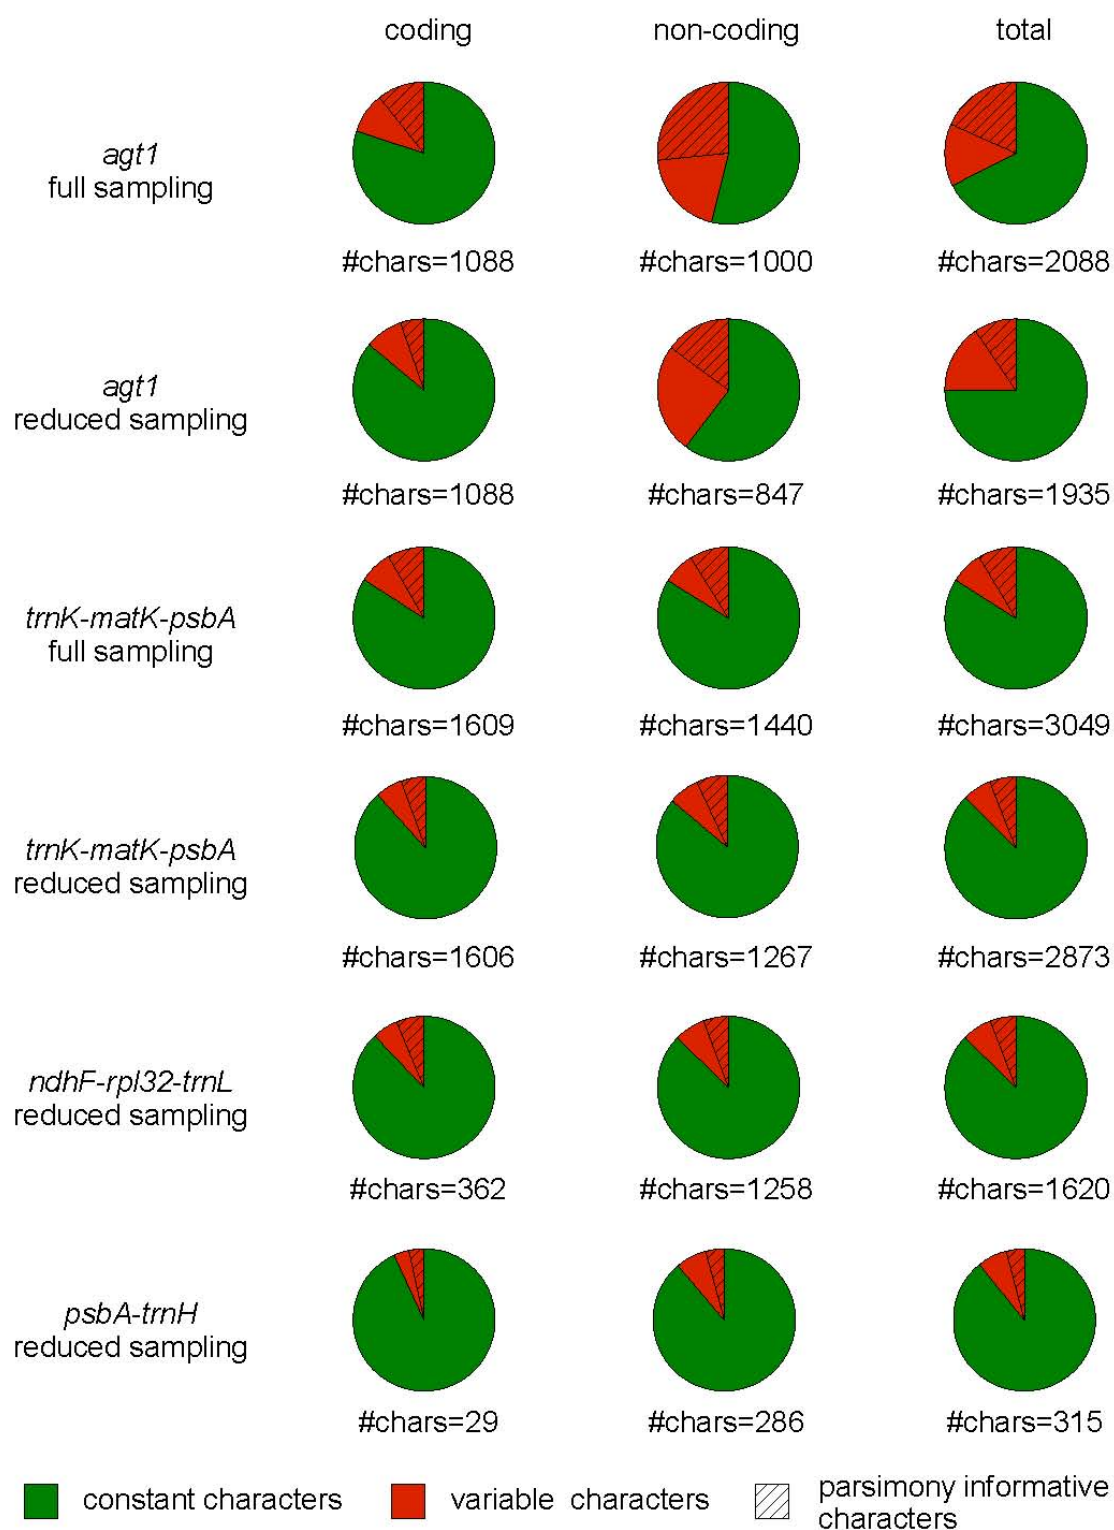 coding non-coding total
agt1
full sampling
#chars=1088 #chars=1000 #chars=2088
agt1
reduced sampling
#chars=1088 #chars=847 #chars=1935
trnK-matK-psbA
full sampling
#chars=1609 #chars=1440 #chars=3049
trnK-matK-psbA
reduced sampling
#chars=1606 #chars=1267 #chars=2873
ndhF-rpl32-trnL
reduced sampling
#chars=362 #chars=1258 #chars=1620
psbA-trnH
reduced sampling
#chars=29 #chars=286 #chars=315
constant characters variable characters parsimony informative
characters